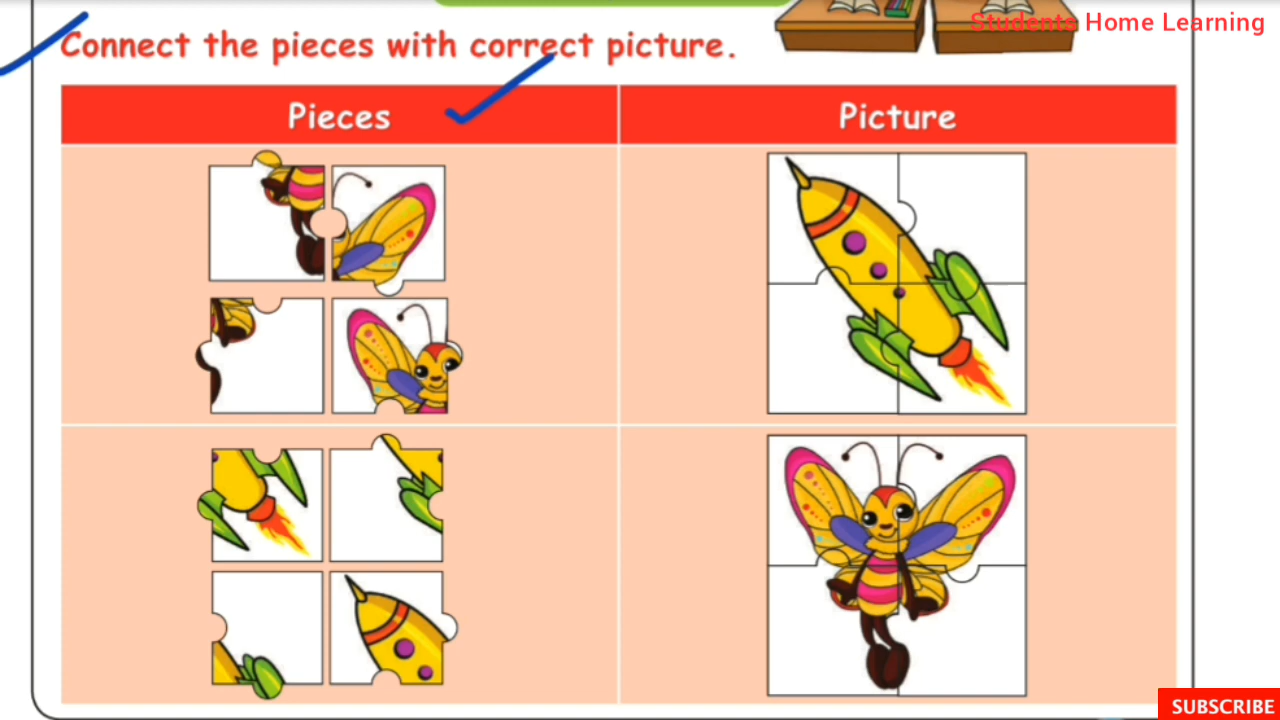 Students Home Learning
Connect the pieces with correct picture.
Pieces
Picture
SUBSCRIBE